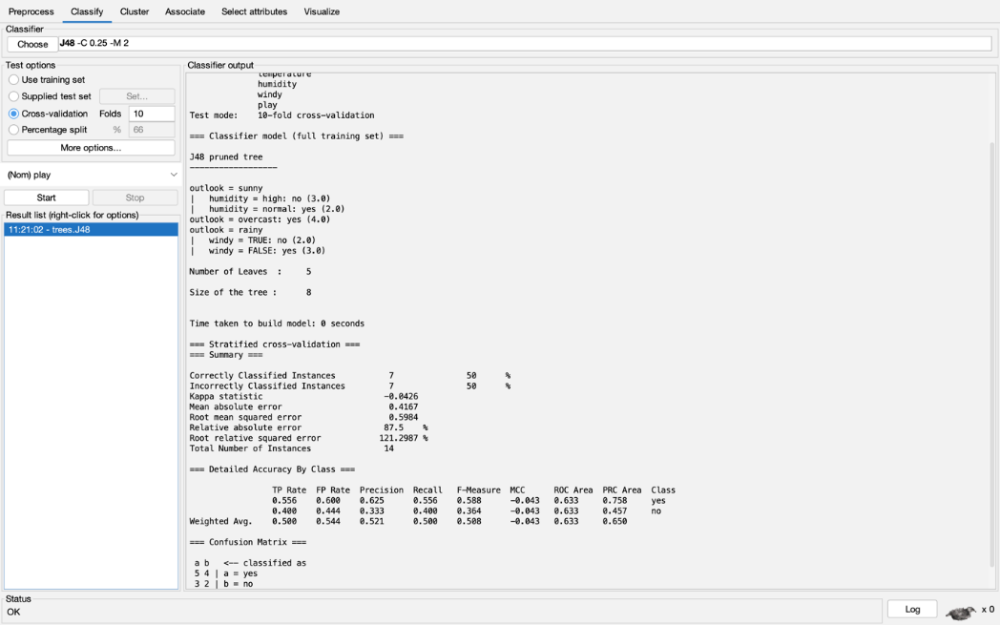 Preprocess Classify Cluster Associate Select attributes Visualize
Classifier
Choose J48 -C 0.25 -M 2
Test options
Use training set
Supplied test set Set...
Cross-validation Folds 10
Percentage split % 66
More options...
(Nom) play
Start Stop
Result list (right-click for options)
11:21:02 - trees.J48
Classifier output
temperature
humidity
windy
play
Test mode: 10-fold cross-validation
=== Classifier model (full training set) ===
J48 pruned tree
------------------
outlook = sunny
| humidity = high: no (3.0)
| humidity = normal: yes (2.0)
outlook = overcast: yes (4.0)
outlook = rainy
| windy = TRUE: no (2.0)
| windy = FALSE: yes (3.0)
Number of Leaves : 5
Size of the tree : 8
Time taken to build model: 0 seconds
=== Stratified cross-validation ===
=== Summary ===
Correctly Classified Instances 7 50 %
Incorrectly Classified Instances 7 50 %
Kappa statistic -0.0426
Mean absolute error 0.4167
Root mean squared error 0.5984
Relative absolute error 87.5 %
Root relative squared error 121.2987 %
Total Number of Instances 14
=== Detailed Accuracy By Class ===
TP Rate FP Rate Precision Recall F-Measure MCC ROC Area PRC Area Class
0.556 0.600 0.625 0.556 0.588 -0.043 0.633 0.758 yes
0.400 0.444 0.333 0.400 0.364 -0.043 0.633 0.457 no
Weighted Avg. 0.500 0.544 0.521 0.500 0.508 -0.043 0.633 0.650
=== Confusion Matrix ===
a b <-- classified as
5 4 | a = yes
3 2 | b = no
Status
OK
Log x 0